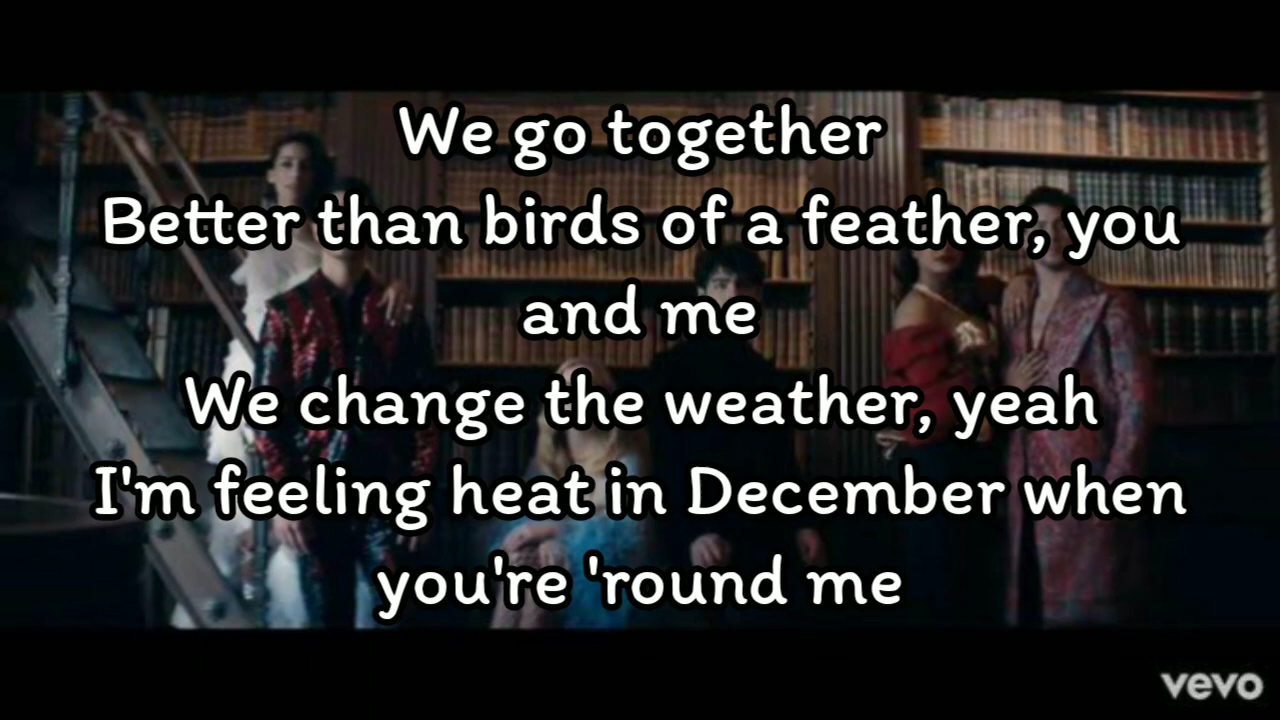 We go together
Better than birds of a feather, you
and me
We change the weather, yeah
I'm feeling heat in December when
you're 'round me
vevo